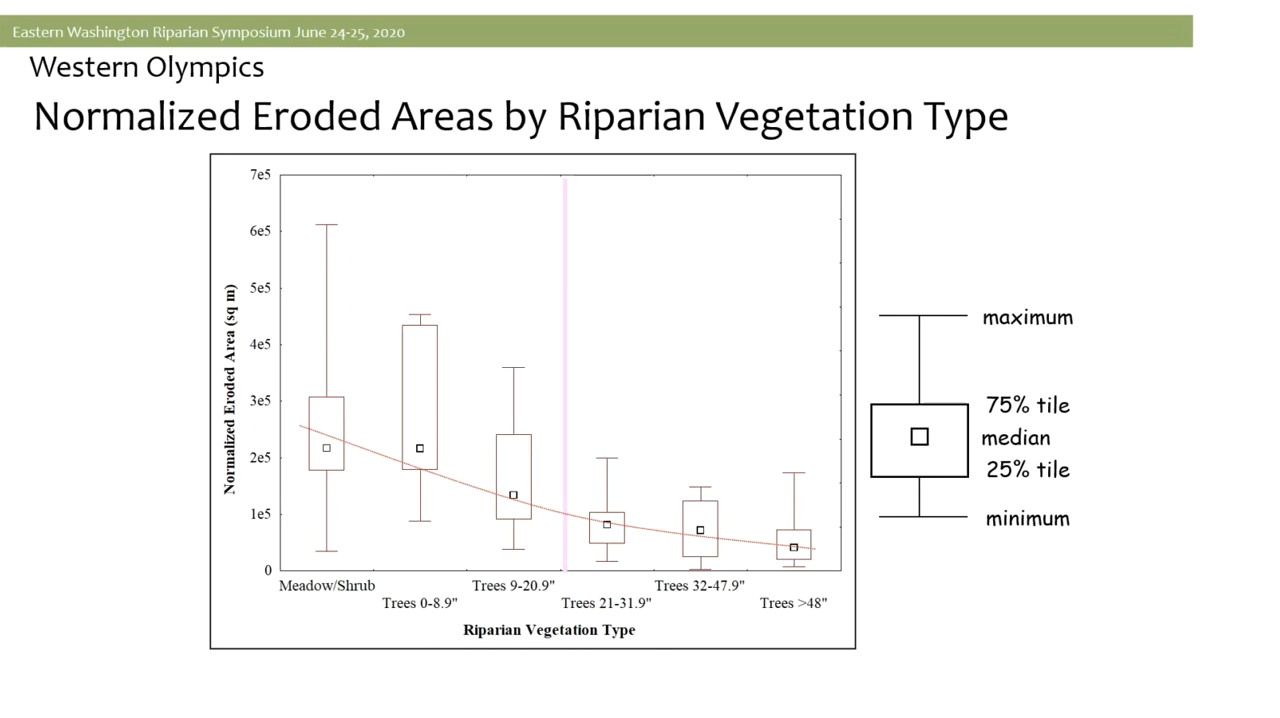 Eastern Washington Riparian Symposium June 24-25, 2020
Western Olympics
Normalized Eroded Areas by Riparian Vegetation Type
7e5
6e5
5e5
4e5
3e5
2e5
1e5
0
Normalized Eroded Area (sq m)
Meadow/Shrub
Trees 0-8.9"
Trees 9-20.9"
Trees 21-31.9"
Trees 32-47.9"
Trees >48"
Riparian Vegetation Type
maximum
75% tile
median
25% tile
minimum